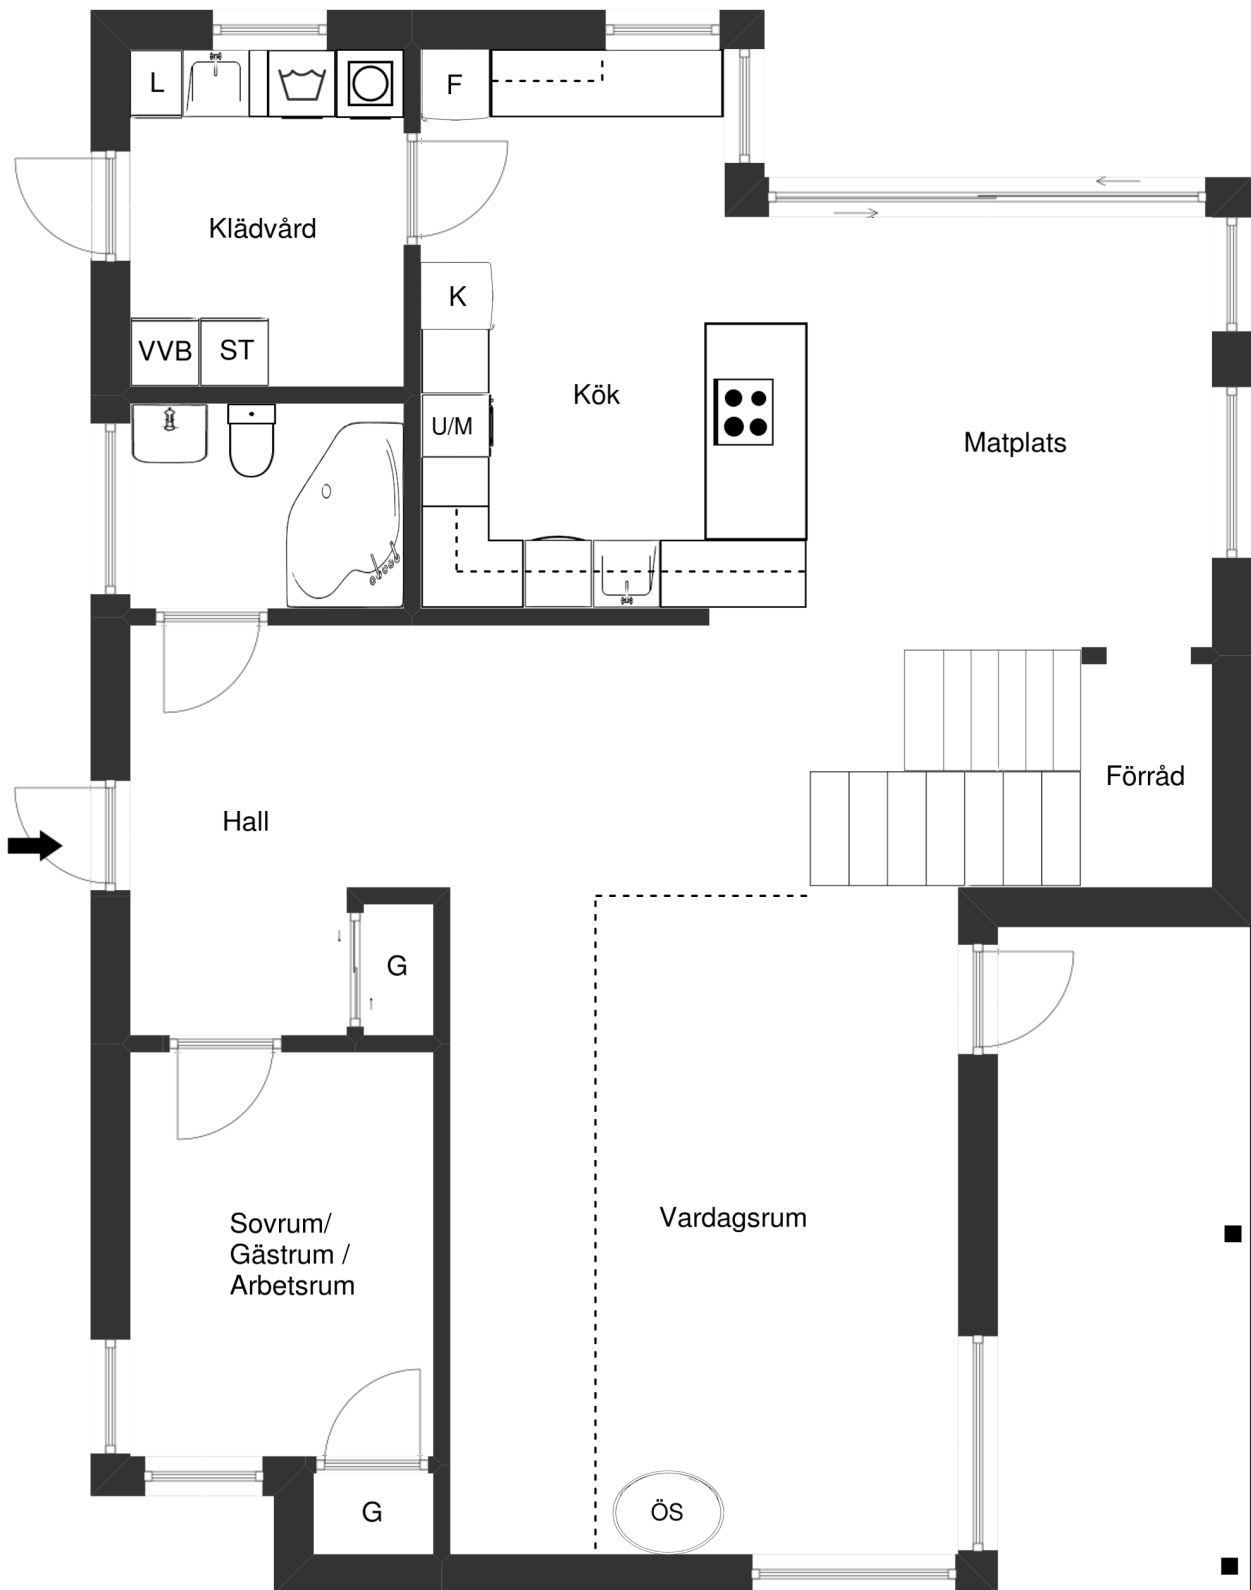 L
F
Klädvård
K
VVB
ST
Kök
U/M
Matplats
Förråd
Hall
G
Sovrum/
Gästrum /
Arbetsrum
Vardagsrum
G
ÖS